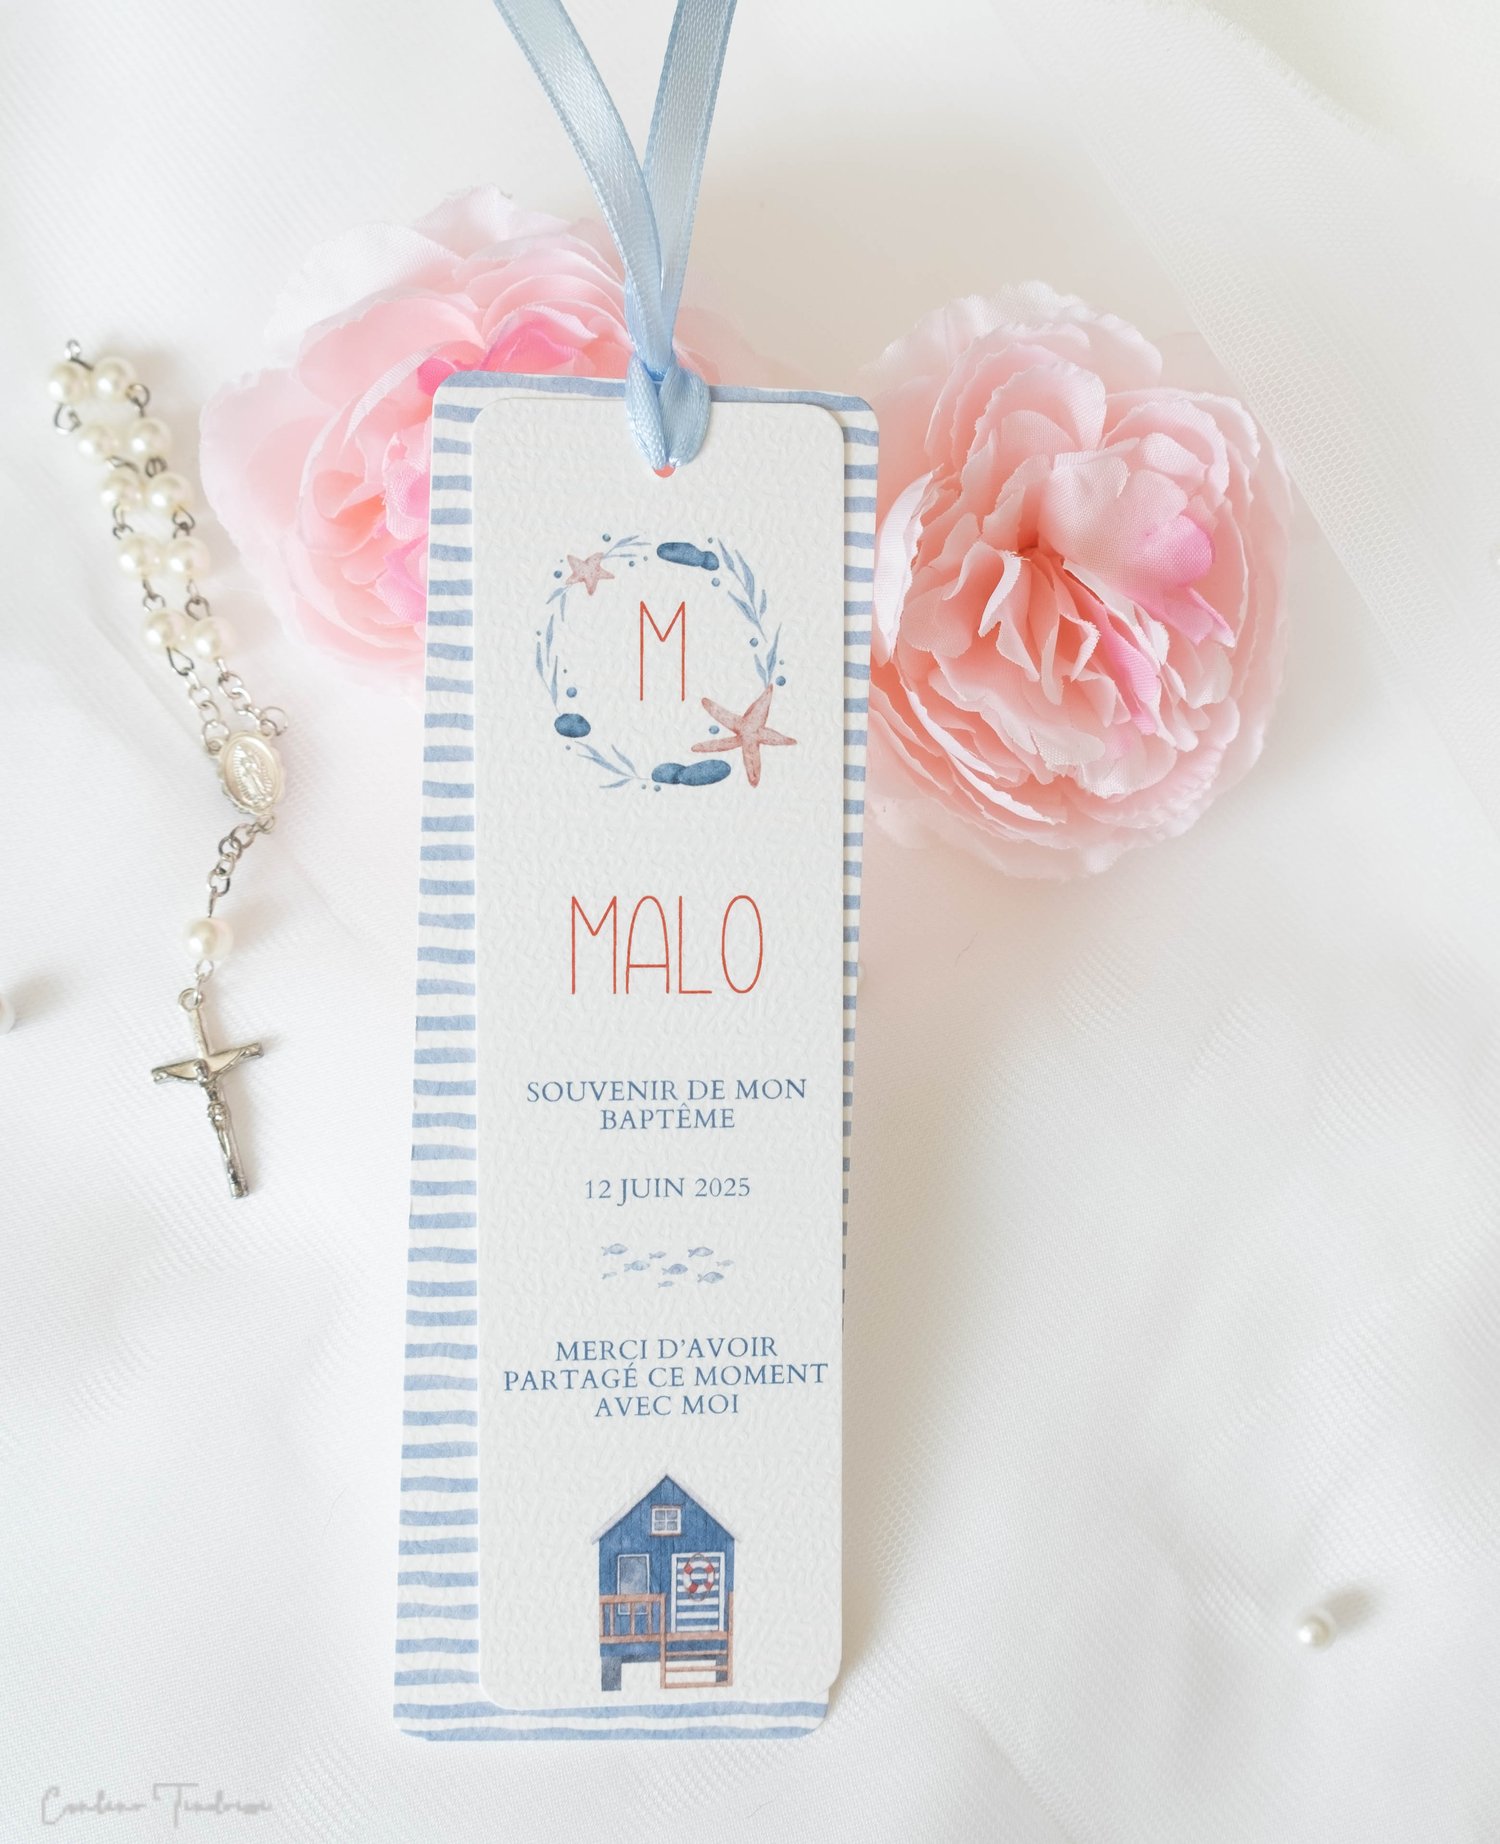 M
MALO
SOUVENIR DE MON
BAPTÊME
12 JUIN 2025
MERCI D'AVOIR
PARTAGÉ CE MOMENT
AVEC MOI